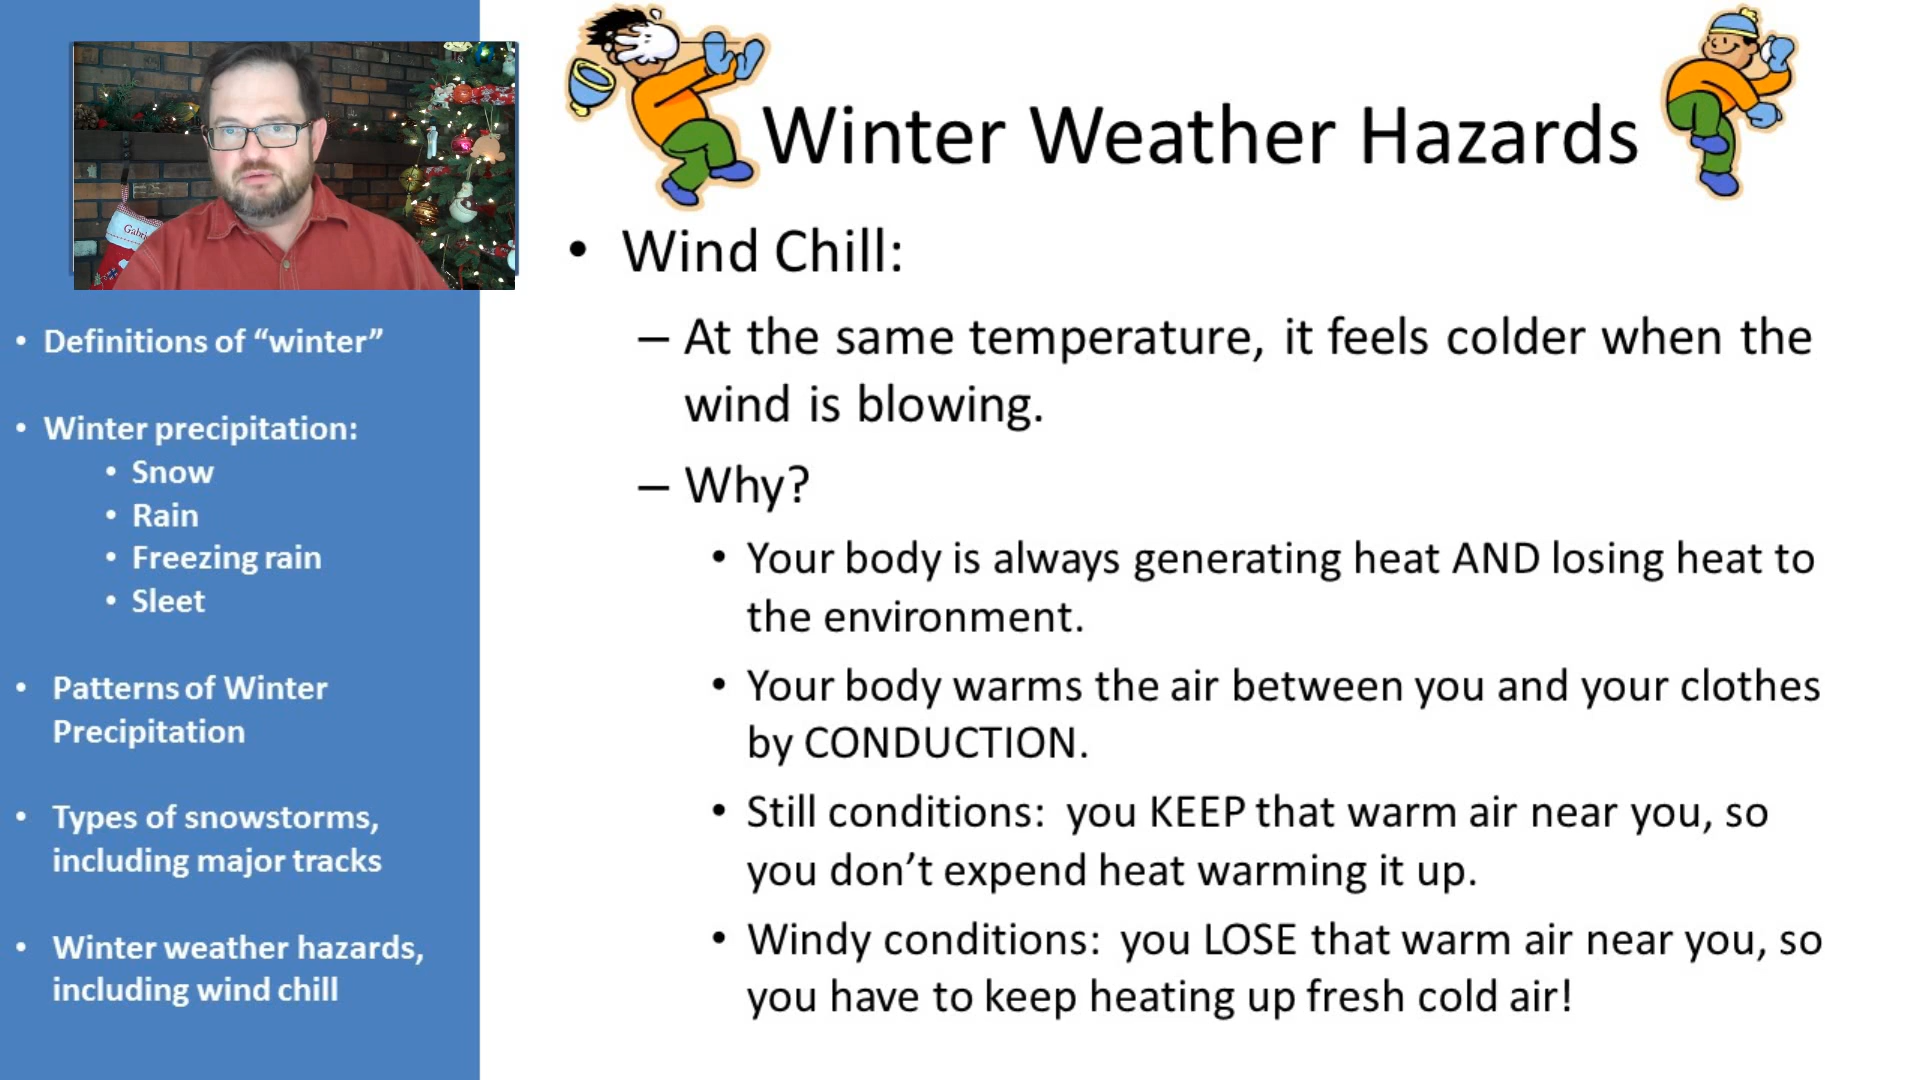 Winter Weather Hazards
Gabri
• Definitions of “winter”
• Winter precipitation:
• Snow
• Rain
• Freezing rain
• Sleet
• Patterns of Winter
Precipitation
• Types of snowstorms,
including major tracks
• Winter weather hazards,
including wind chill
• Wind Chill:
– At the same temperature, it feels colder when the
wind is blowing.
– Why?
• Your body is always generating heat AND losing heat to
the environment.
• Your body warms the air between you and your clothes
by CONDUCTION.
• Still conditions: you KEEP that warm air near you, so
you don’t expend heat warming it up.
• Windy conditions: you LOSE that warm air near you, so
you have to keep heating up fresh cold air!